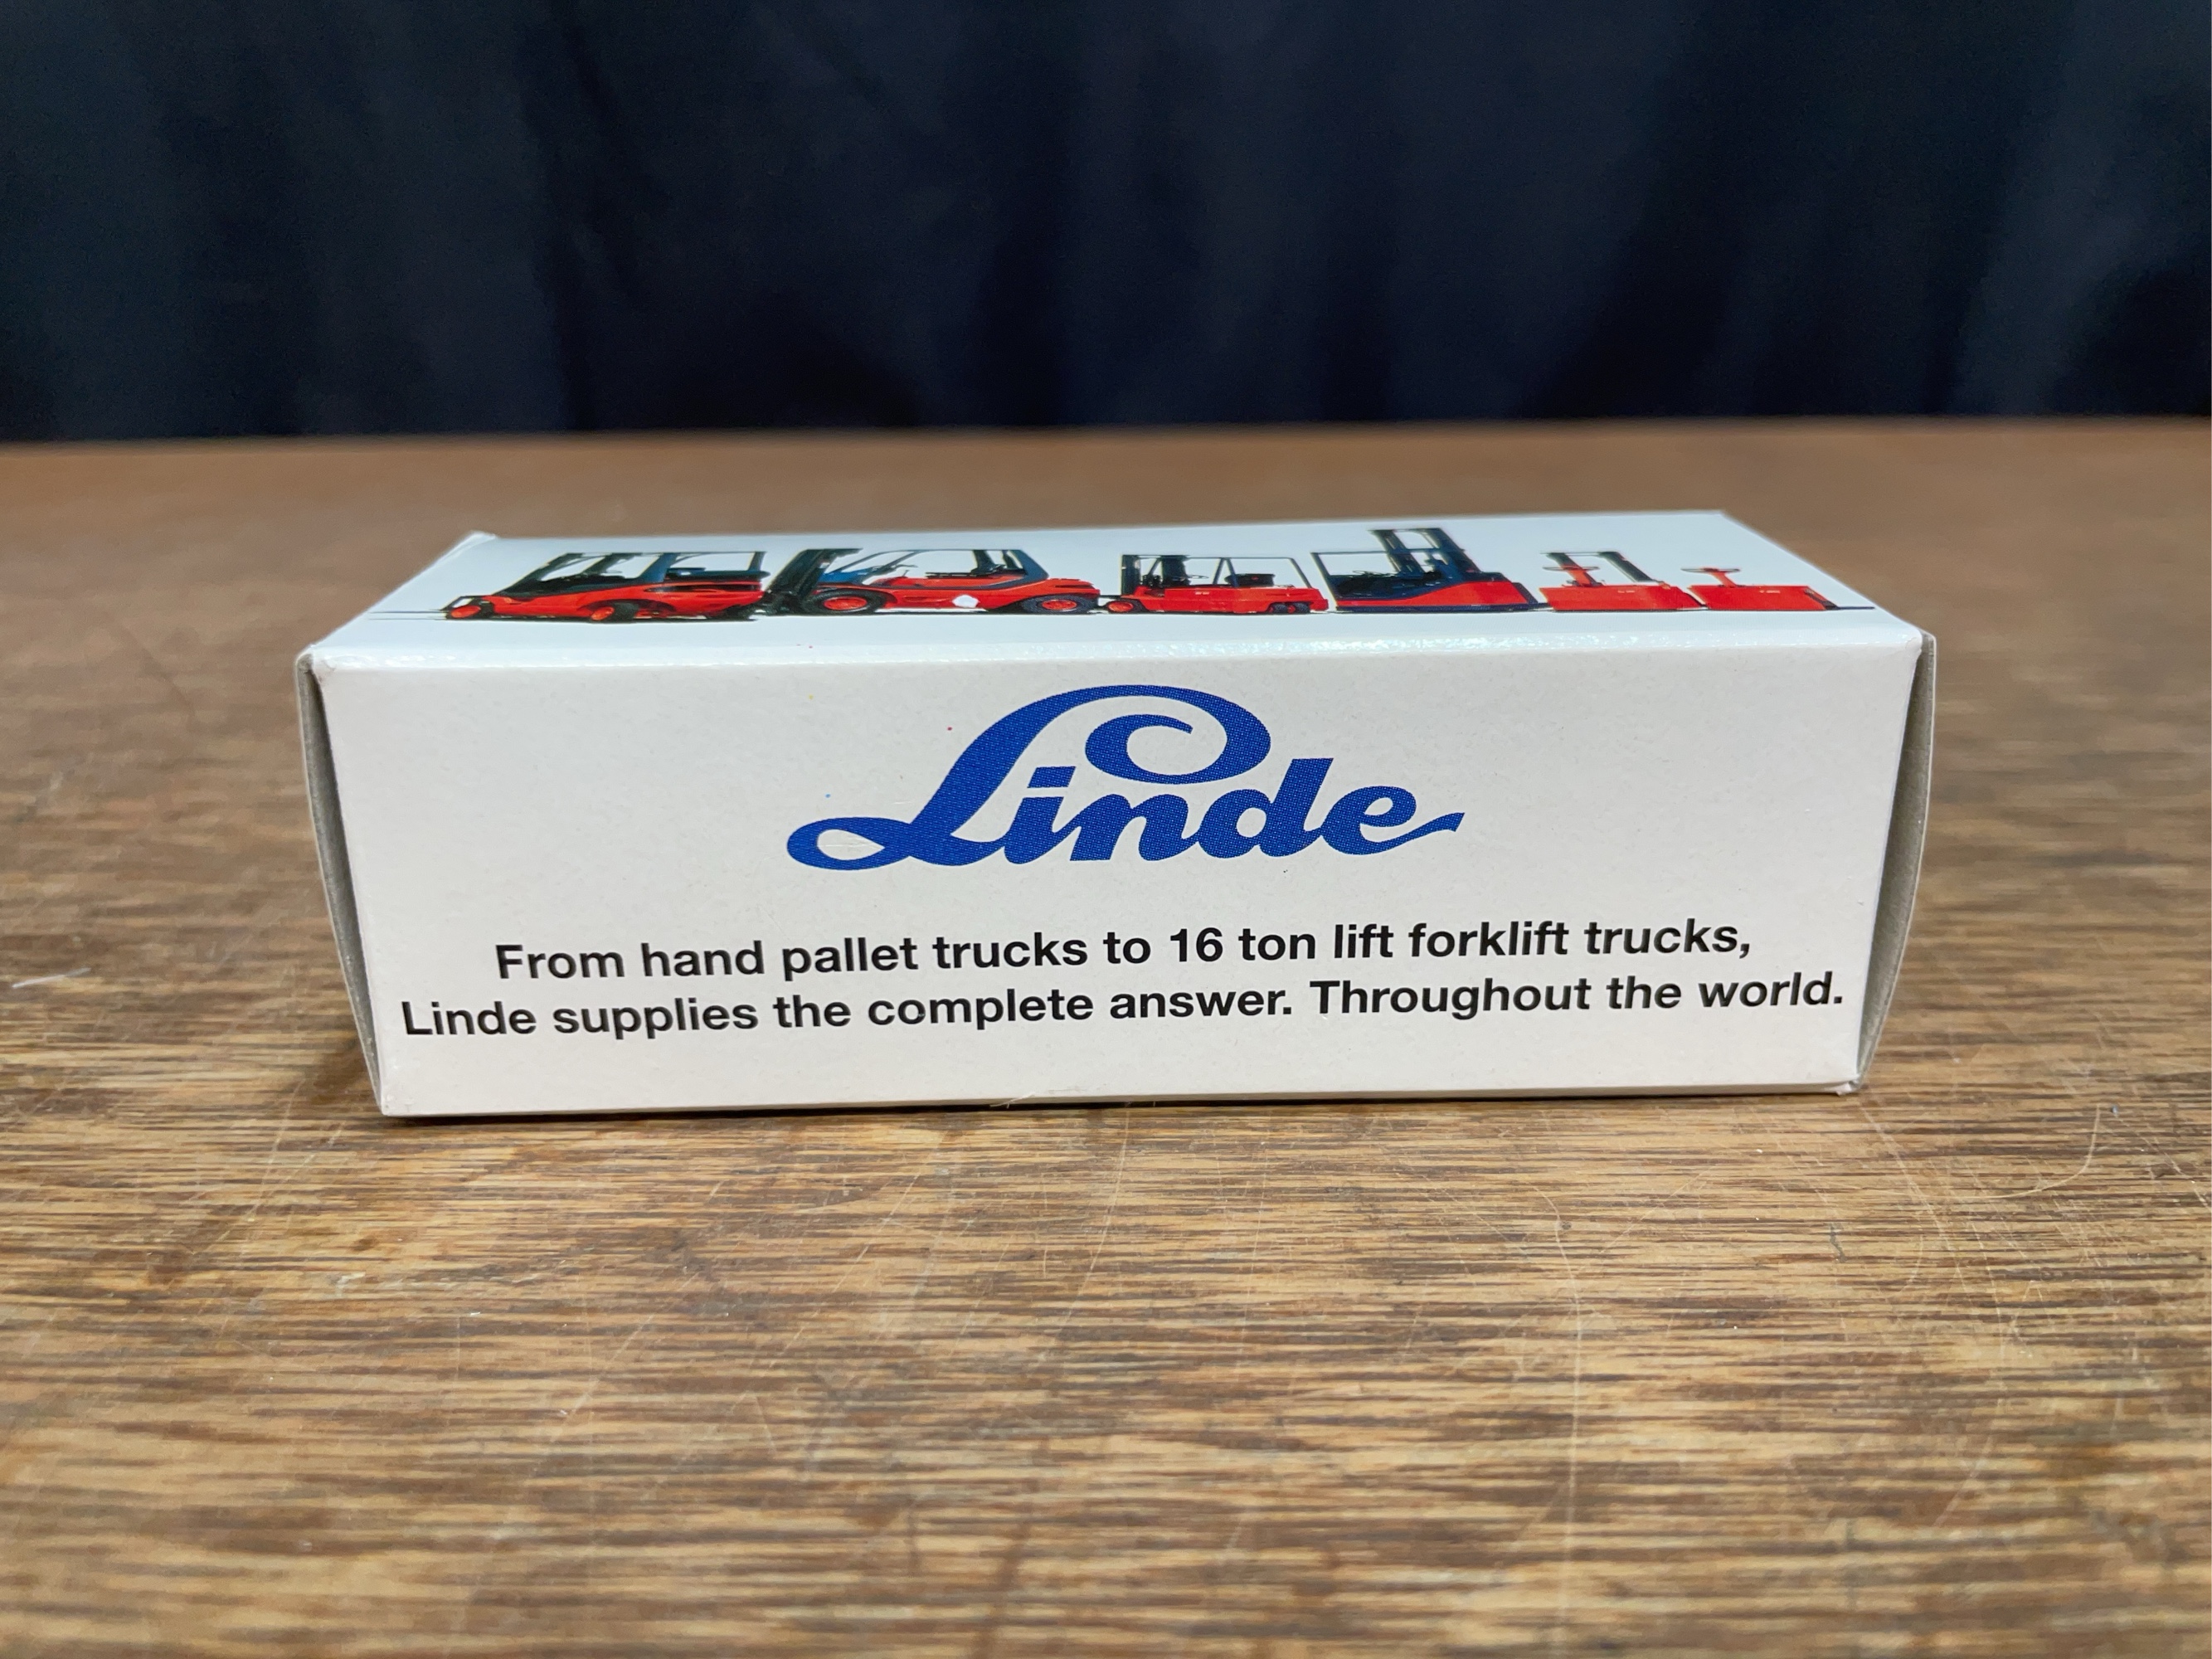 Linde
From hand pallet trucks to 16 ton lift forklift trucks,
Linde supplies the complete answer. Throughout the world.